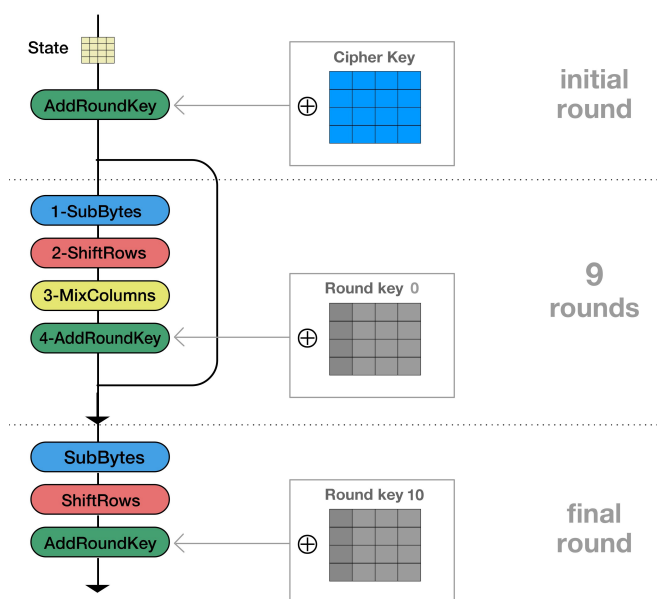 State
Cipher Key
initial
round
AddRoundKey
1-SubBytes
2-ShiftRows
3-MixColumns
4-AddRoundKey
Round key 0
9
rounds
SubBytes
ShiftRows
AddRoundKey
Round key 10
final
round